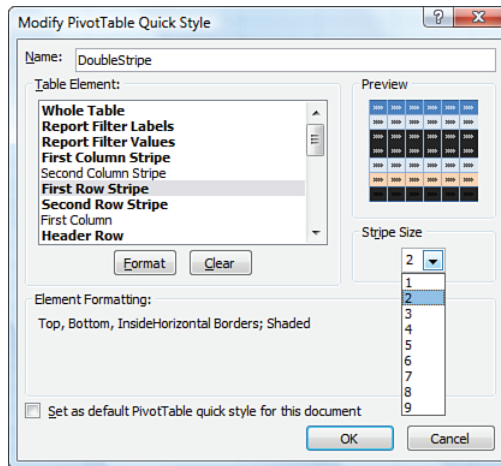 Modify PivotTable Quick Style
Name: DoubleStripe
Table Element:
Preview
Whole Table
Report Filter Labels
Report Filter Values
First Column Stripe
Second Column Stripe
First Row Stripe
Second Row Stripe
First Column
Header Row
Stripe Size
2
Format Clear
1
2
3
4
5
6
7
8
9
Element Formatting:
Top, Bottom, InsideHorizontal Borders; Shaded
Set as default PivotTable quick style for this document
OK Cancel